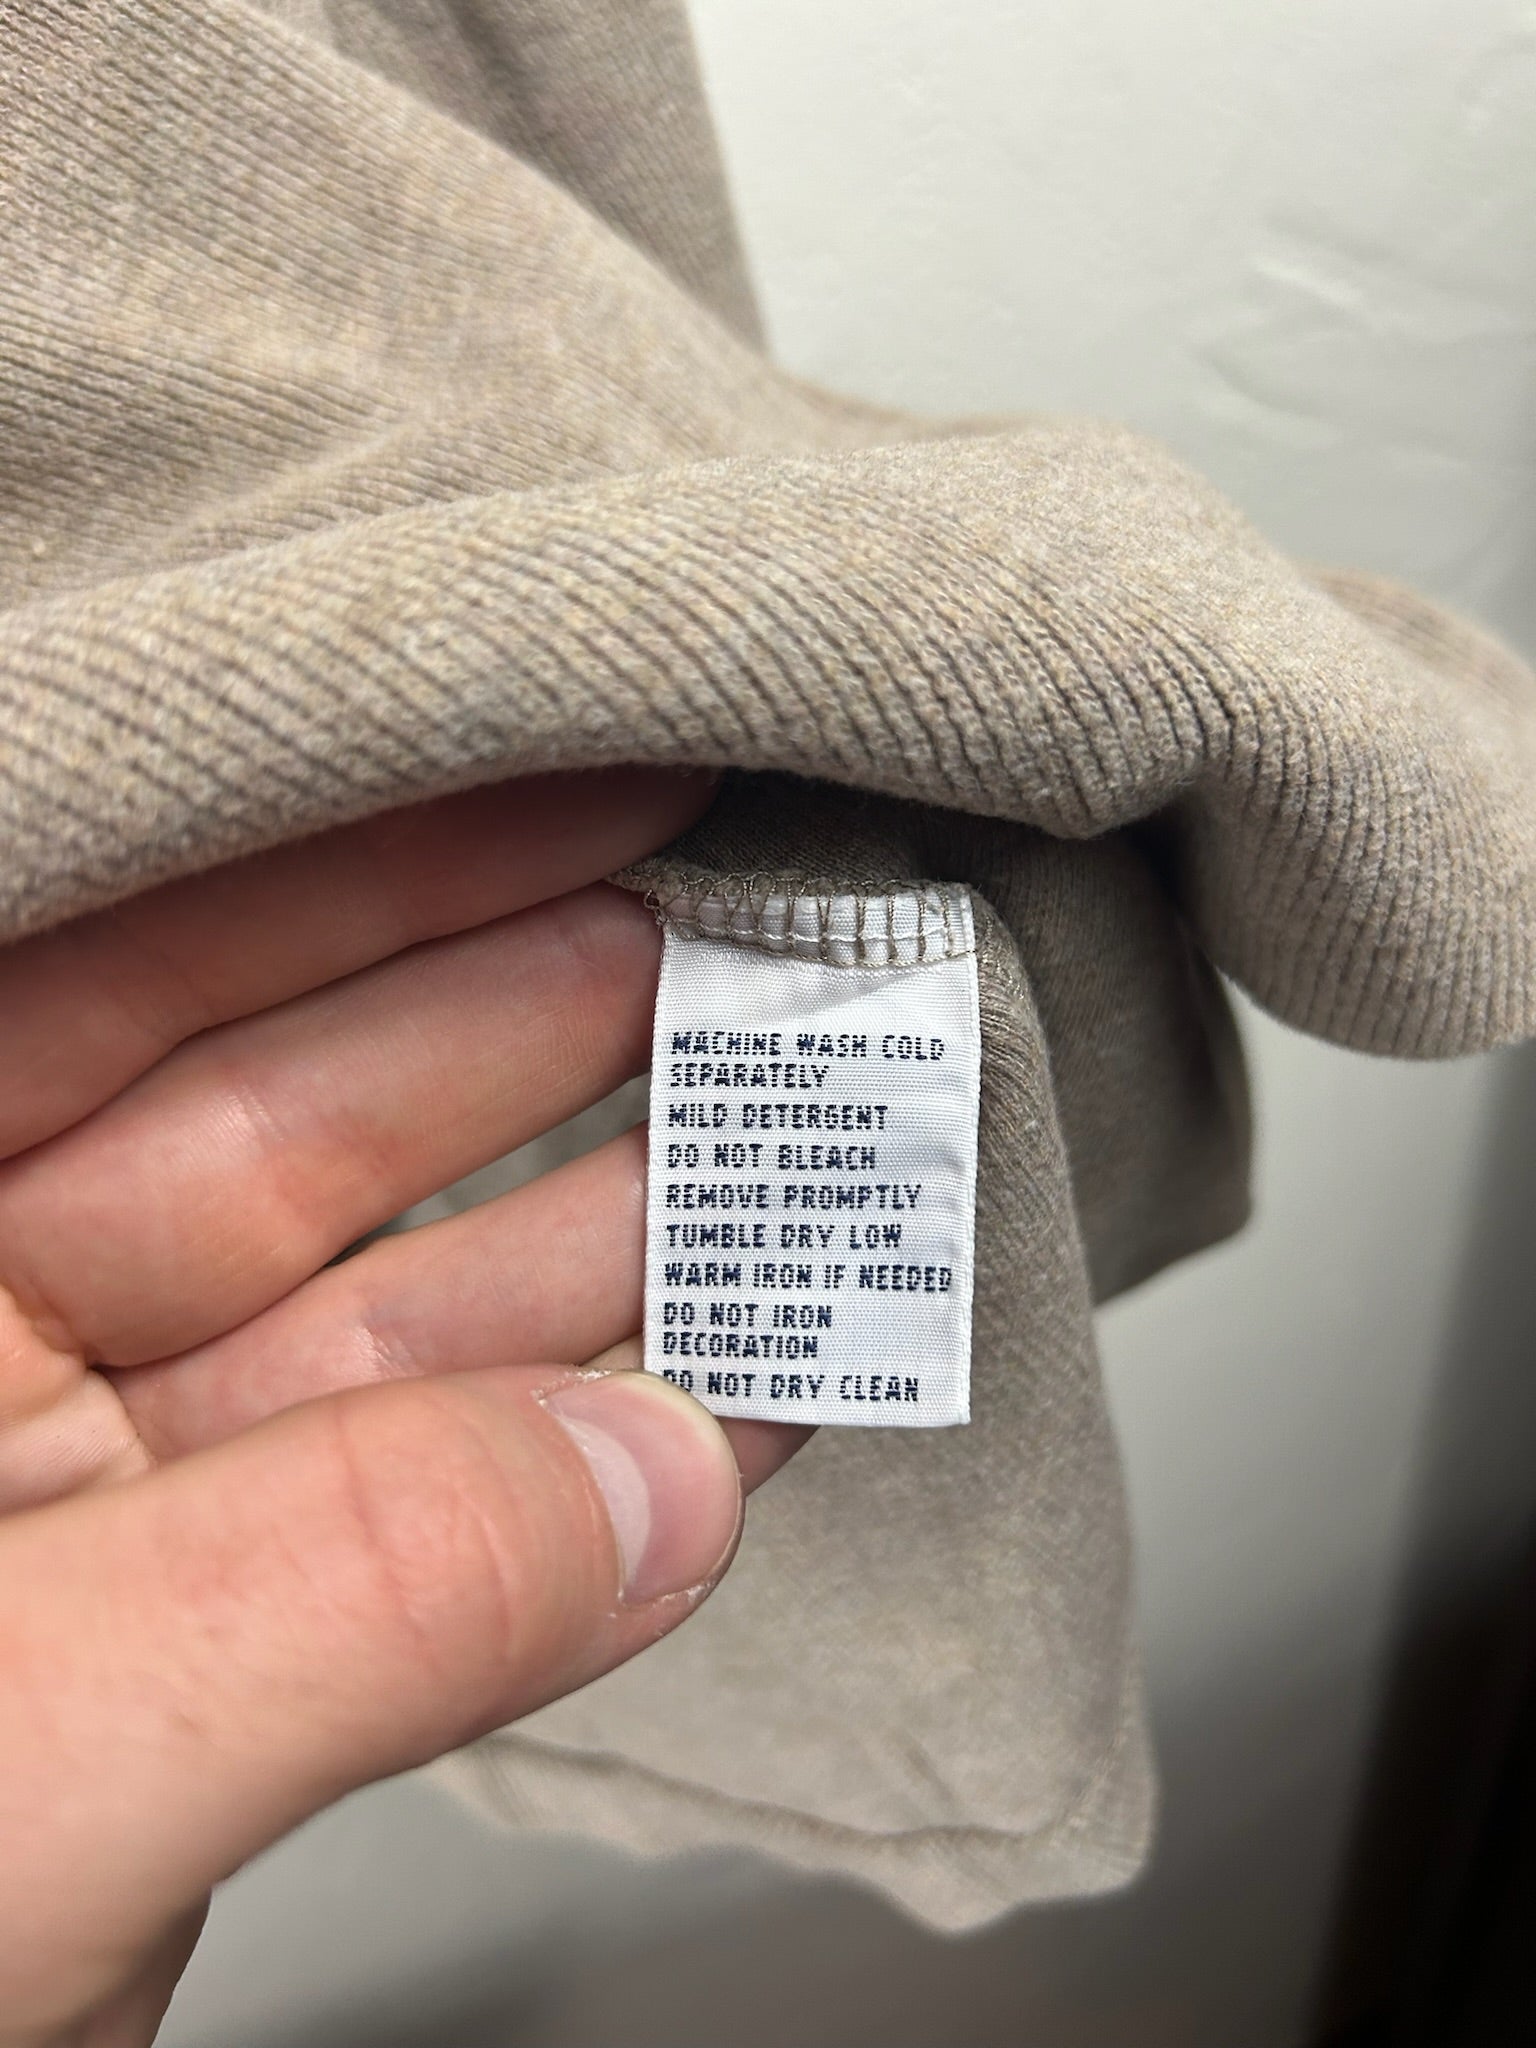 MACHINE WASH COLD
SEPARATELY
MILD DETERGENT
DO NOT BLEACH
REMOVE PROMPTLY
TUMBLE DRY LOW
WARM IRON IF NEEDED
DO NOT IRON
DECORATION
DO NOT DRY CLEAN